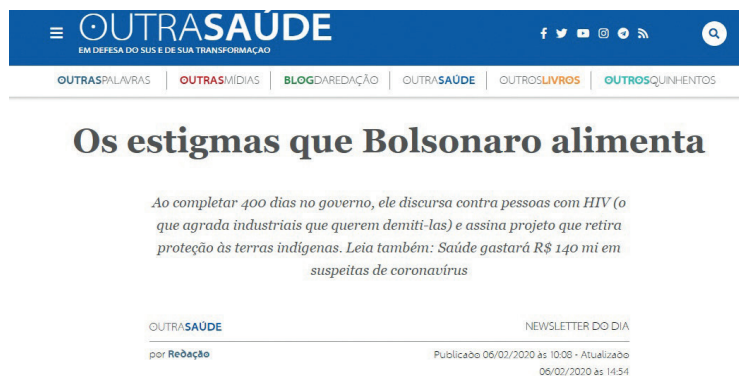 OUTRASAÚDE
EM DEFESA DO SUS E DE SUA TRANSFORMAÇAO
OUTRASPALAVRAS OUTRASMÍDIAS BLOGDAREDAÇÃO OUTRASAÚDE OUTROSLIVROS OUTROSQUINHENTOS
Os estigmas que Bolsonaro alimenta
Ao completar 400 dias no governo, ele discursa contra pessoas com HIV (o
que agrada industriais que querem demiti-las) e assina projeto que retira
proteção às terras indígenas. Leia também: Saúde gastará R$ 140 mi em
suspeitas de coronavírus
OUTRASAÚDE NEWSLETTER DO DIA
por Redação Publicado 06/02/2020 às 10:08 - Atualizado
06/02/2020 às 14:54